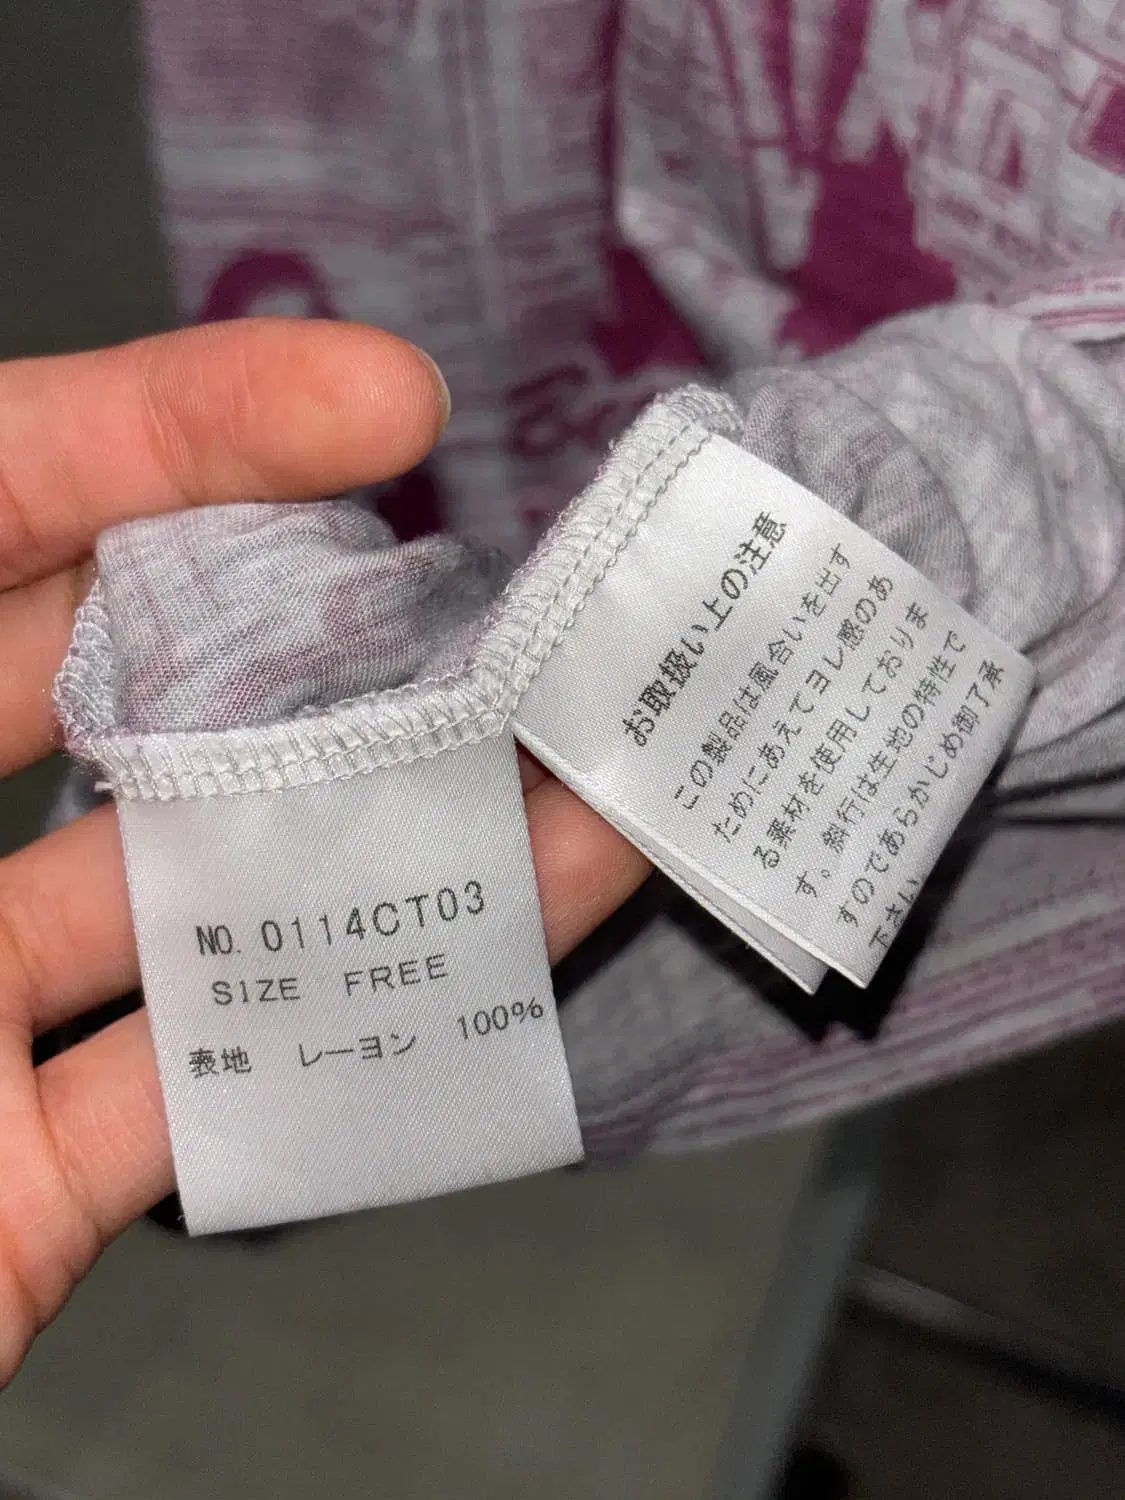 NO. 0114CT03
SIZE FREE
表地 レーヨン 100%
お取扱い上の注意
この製品は風合いを出す
ためにあえてヨレ感のあ
る素材を使用しておりま
す。斜行は生地の特性で
すのであらかじめ御了承
下さい